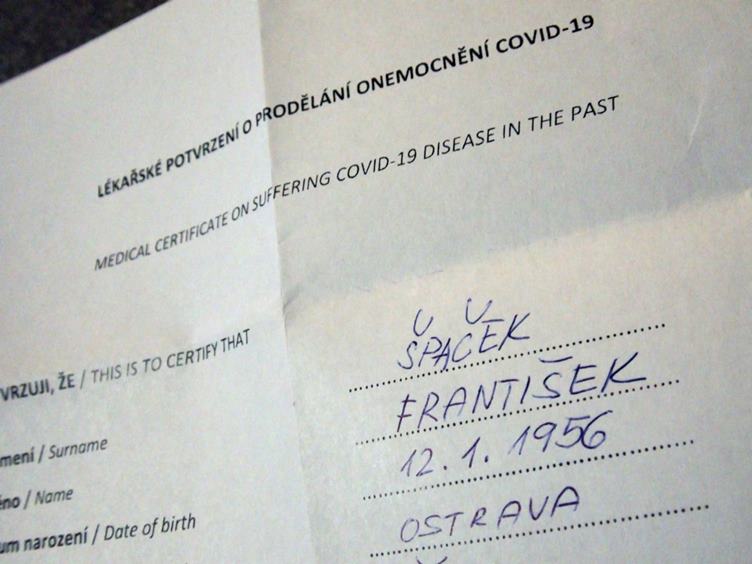 LÉKAŘSKÉ POTVRZENÍ O PRODĚLÁNÍ ONEMOCNĚNÍ COVID-19
MEDICAL CERTIFICATE ON SUFFERING COVID-19 DISEASE IN THE PAST
VRZUJI, ŽE / THIS IS TO CERTIFY THAT
ŠPAČEK
mení / Surname
FRANTIŠEK
éno / Name
12.1.1956
um narození / Date of birth
OSTRAVA